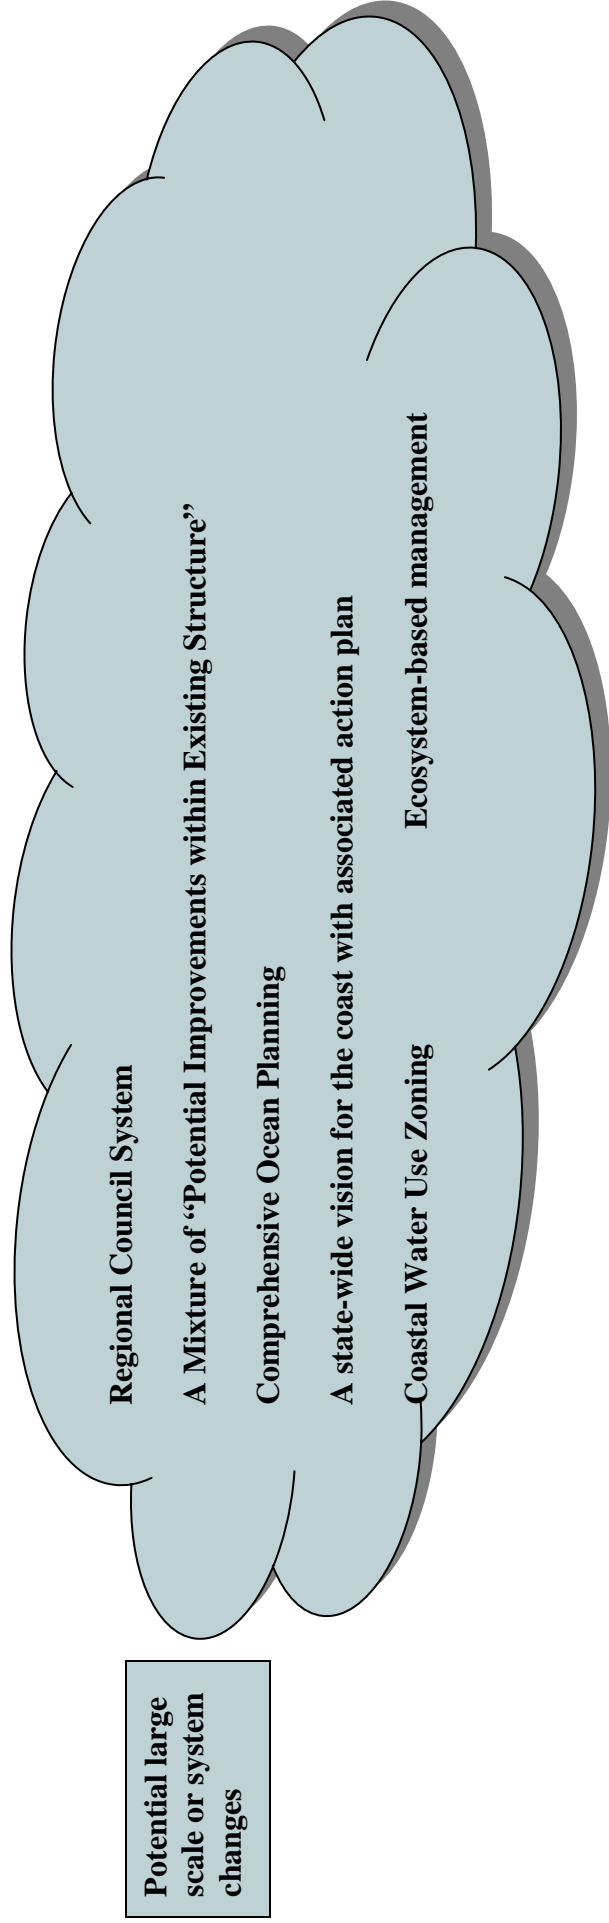 Potential large
scale or system
changes
Regional Council System
A Mixture of “Potential Improvements within Existing Structure”
Comprehensive Ocean Planning
A state-wide vision for the coast with associated action plan
Coastal Water Use Zoning Ecosystem-based management